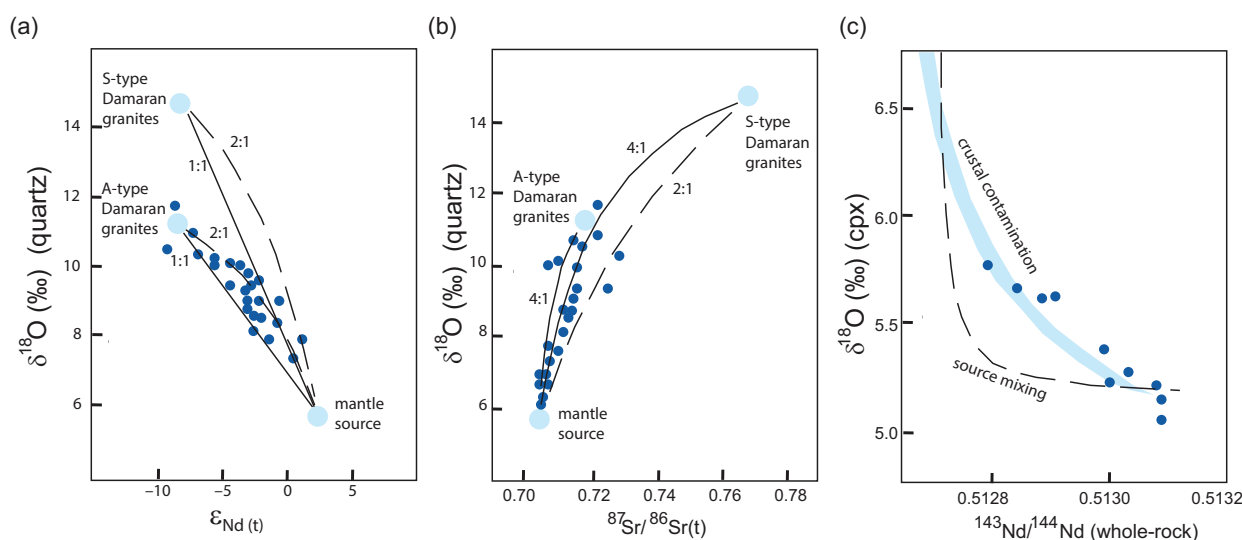 (a)
S-type
Damaran
granites
2:1
1:1
A-type
Damaran
granites
2:1
1:1
mantle
source
14
12
10
8
6
δ¹⁸O (‰) (quartz)
−10
−5
0
5
εNd (t)
(b)
4:1
S-type
Damaran
granites
2:1
A-type
Damaran
granites
4:1
mantle
source
14
12
10
8
6
δ¹⁸O (‰) (quartz)
0.70
0.72
0.74
0.76
0.78
⁸⁷Sr/⁸⁶Sr(t)
(c)
crustal contamination
source mixing
6.5
6.0
5.5
5.0
δ¹⁸O (‰) (cpx)
0.5128
0.5130
0.5132
¹⁴³Nd/¹⁴⁴Nd (whole-rock)